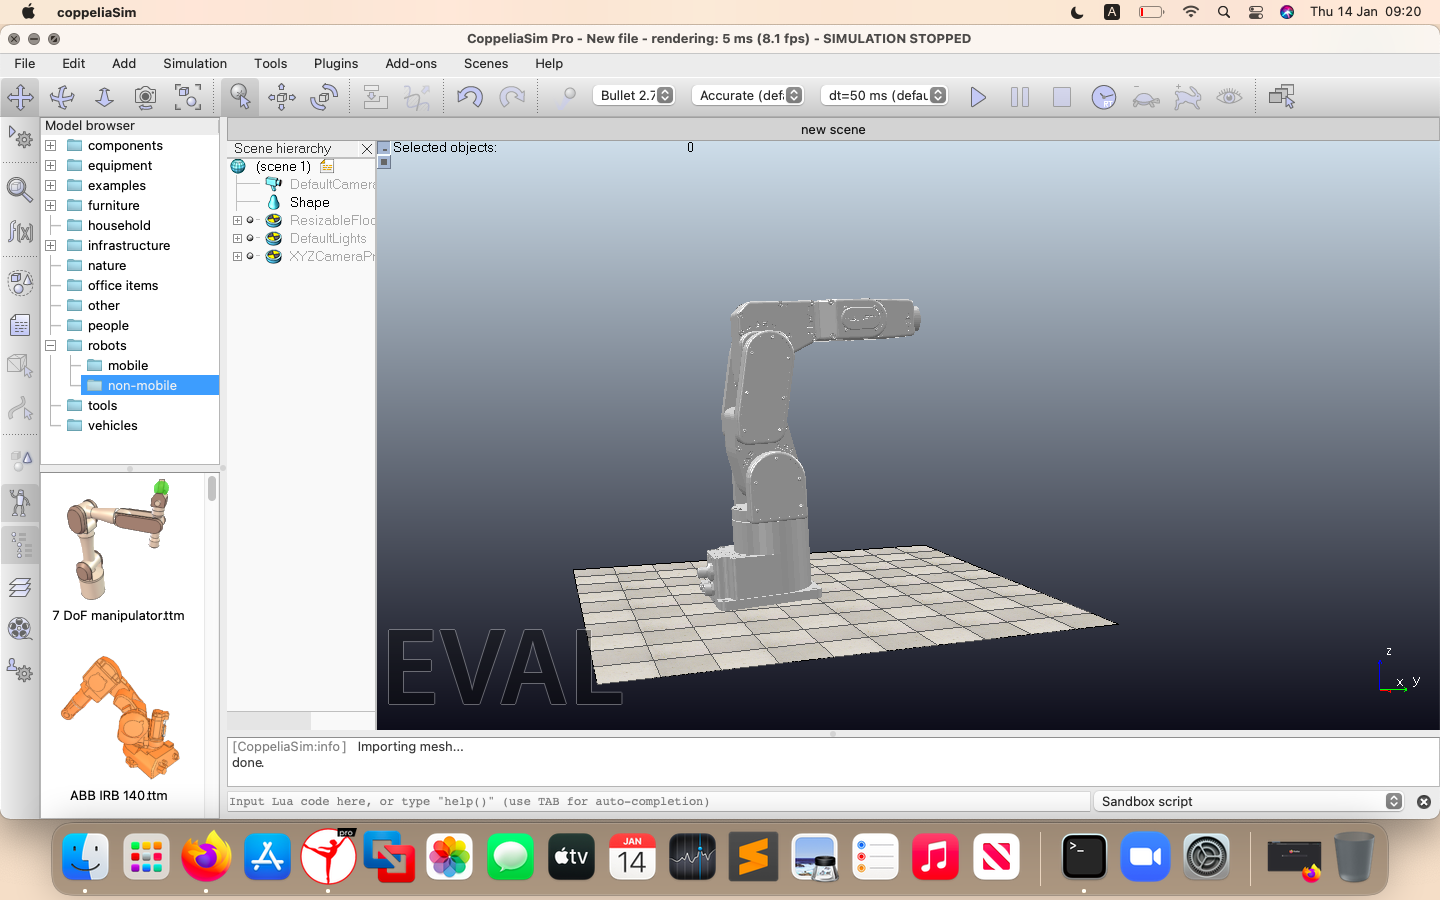 coppeliaSim
A
Thu 14 Jan 09:20
CoppeliaSim Pro - New file - rendering: 5 ms (8.1 fps) - SIMULATION STOPPED
File Edit Add Simulation Tools Plugins Add-ons Scenes Help
Bullet 2.7 Accurate (def dt=50 ms (defau
Model browser
components
equipment
examples
furniture
household
infrastructure
nature
office items
other
people
robots
mobile
non-mobile
tools
vehicles
7 DoF manipulator.ttm
ABB IRB 140.ttm
new scene
Scene hierarchy
(scene 1)
DefaultCamera
Shape
ResizableFloo
DefaultLights
XYZCameraPr
Selected objects: 0
EVAL
z
x y
[CoppeliaSim:info] Importing mesh...
done.
Input Lua code here, or type "help()" (use TAB for auto-completion)
Sandbox script
pro
tv
JAN
14